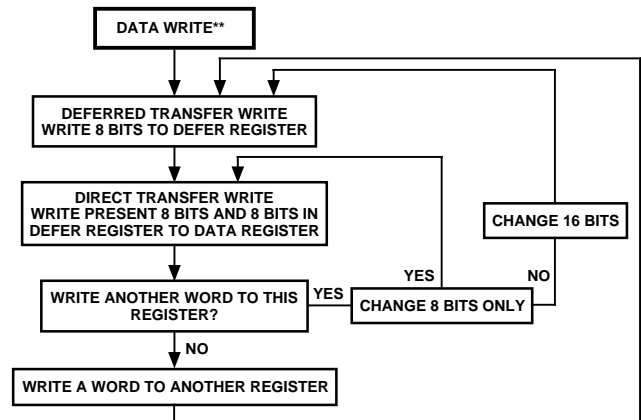 DATA WRITE**
DEFERRED TRANSFER WRITE
WRITE 8 BITS TO DEFER REGISTER
DIRECT TRANSFER WRITE
WRITE PRESENT 8 BITS AND 8 BITS IN
DEFER REGISTER TO DATA REGISTER
CHANGE 16 BITS
WRITE ANOTHER WORD TO THIS
REGISTER?
YES
CHANGE 8 BITS ONLY
YES
NO
NO
WRITE A WORD TO ANOTHER REGISTER